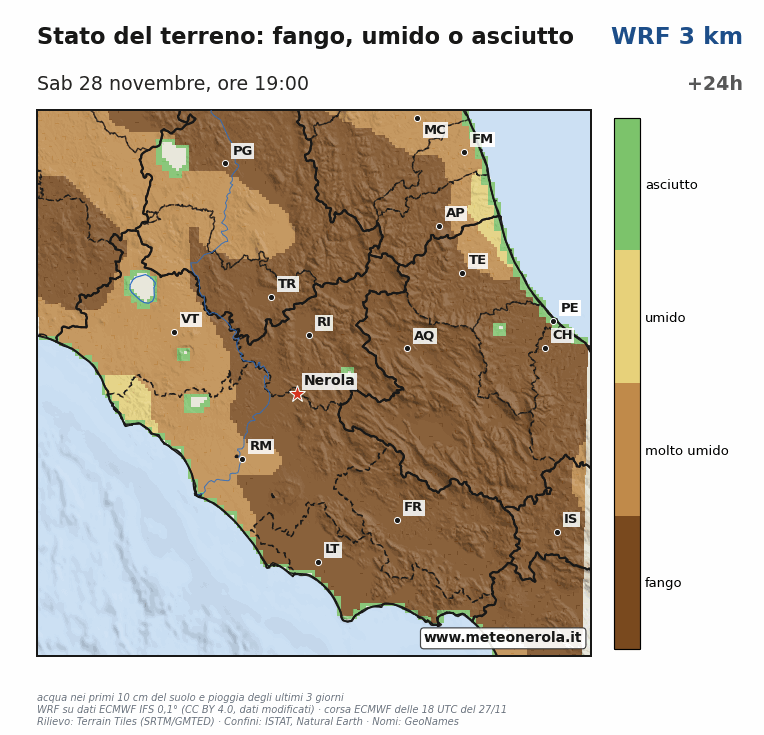 Stato del terreno: fango, umido o asciutto
WRF 3 km
Sab 28 novembre, ore 19:00
+24h
MC
FM
PG
AP
TE
TR
PE
VT
RI
AQ
CH
Nerola
RM
FR
IS
LT
www.meteonerola.it
asciutto
umido
molto umido
fango
acqua nei primi 10 cm del suolo e pioggia degli ultimi 3 giorni
WRF su dati ECMWF IFS 0,1° (CC BY 4.0, dati modificati) · corsa ECMWF delle 18 UTC del 27/11
Rilievo: Terrain Tiles (SRTM/GMTED) · Confini: ISTAT, Natural Earth · Nomi: GeoNames